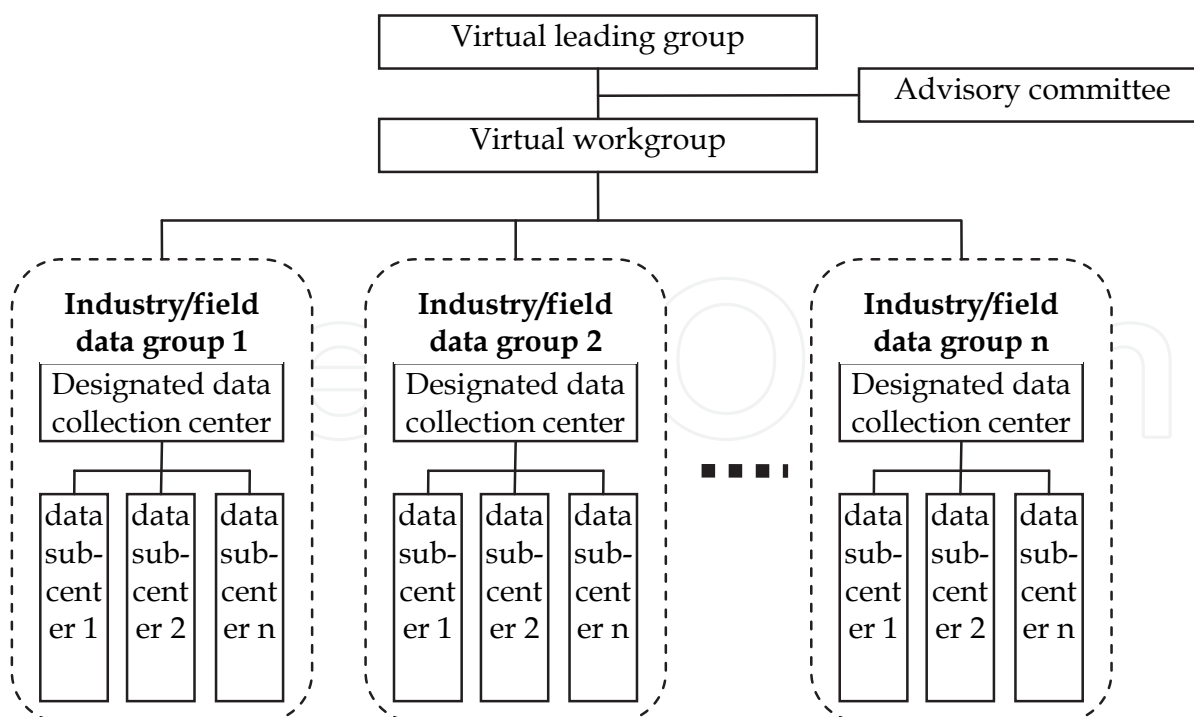 Virtual leading group
Advisory committee
Virtual workgroup
Industry/field
data group 1
Designated data
collection center
data
sub-
cent
er 1
data
sub-
cent
er 2
data
sub-
cent
er n
Industry/field
data group 2
Designated data
collection center
data
sub-
cent
er 1
data
sub-
cent
er 2
data
sub-
cent
er n
Industry/field
data group n
Designated data
collection center
data
sub-
cent
er 1
data
sub-
cent
er 2
data
sub-
cent
er n